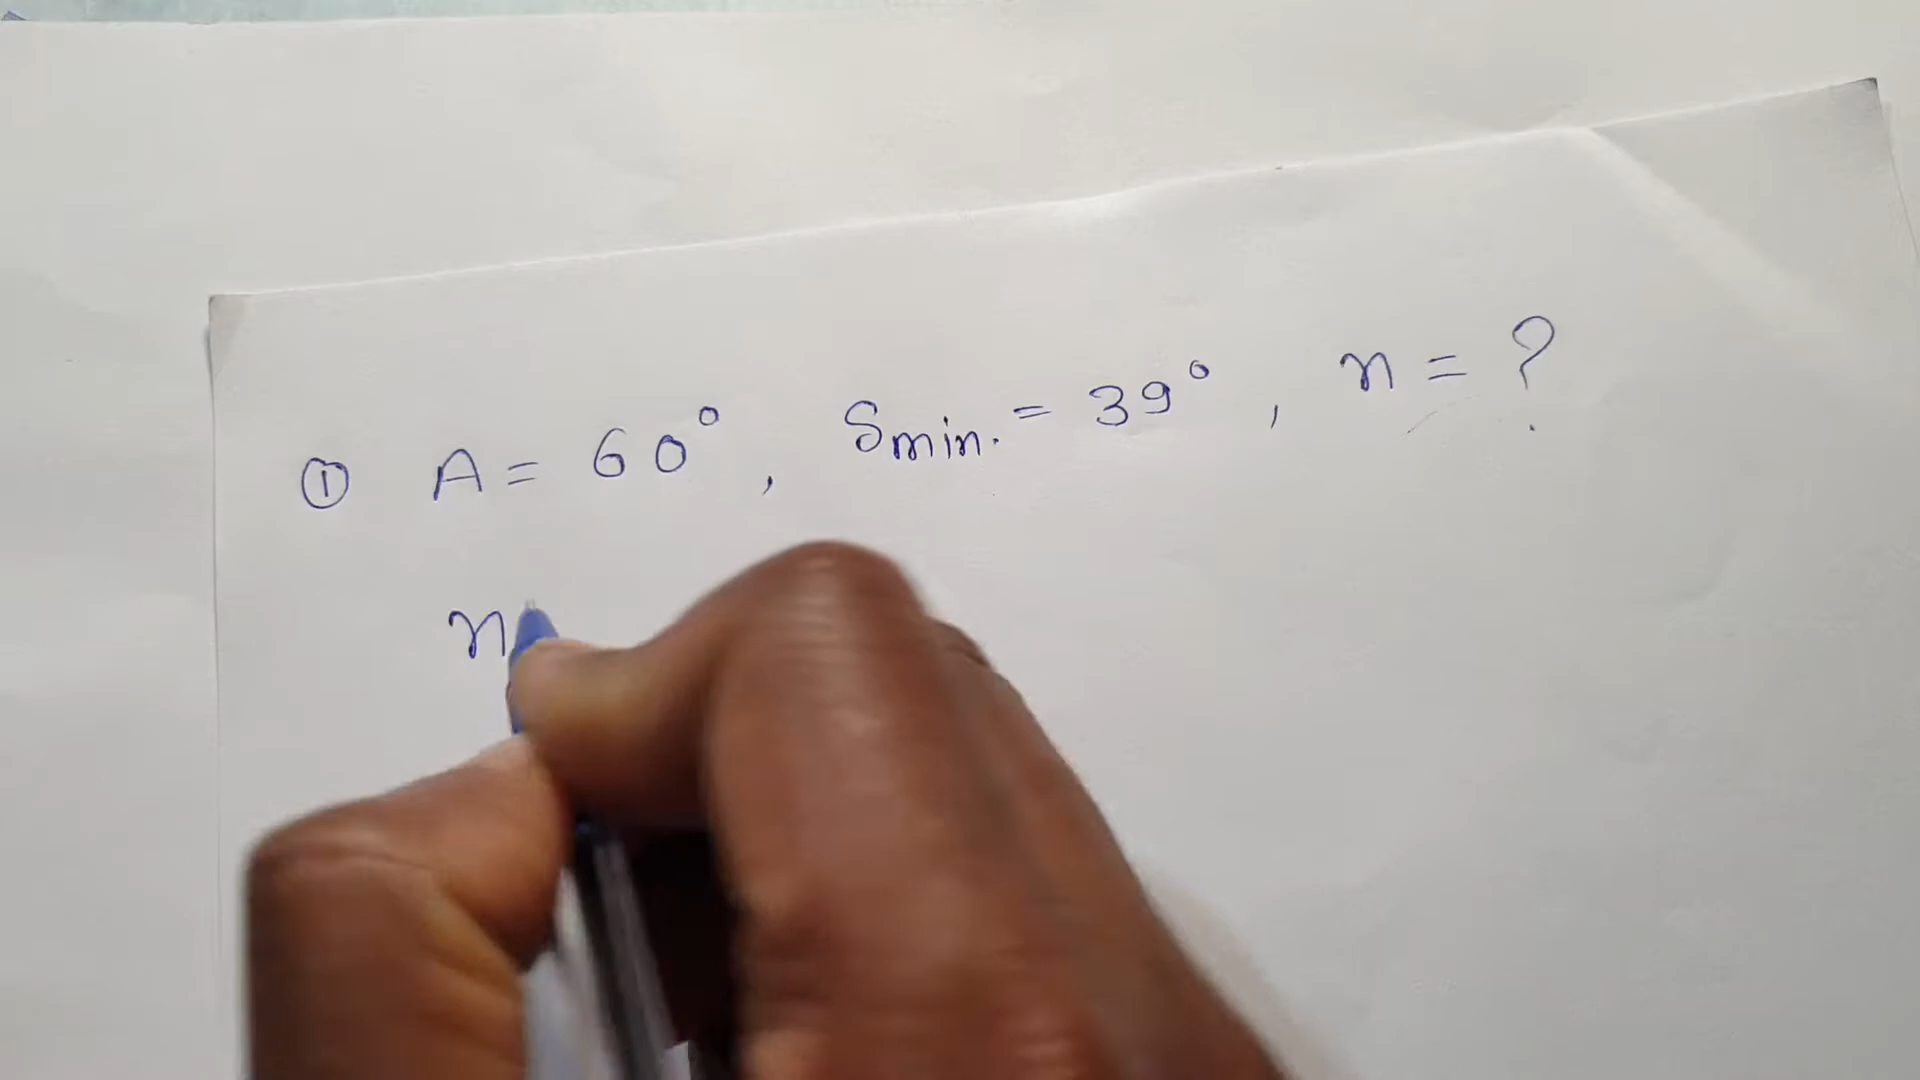 ① A = 60° , δmin. = 39° , n = ?
n